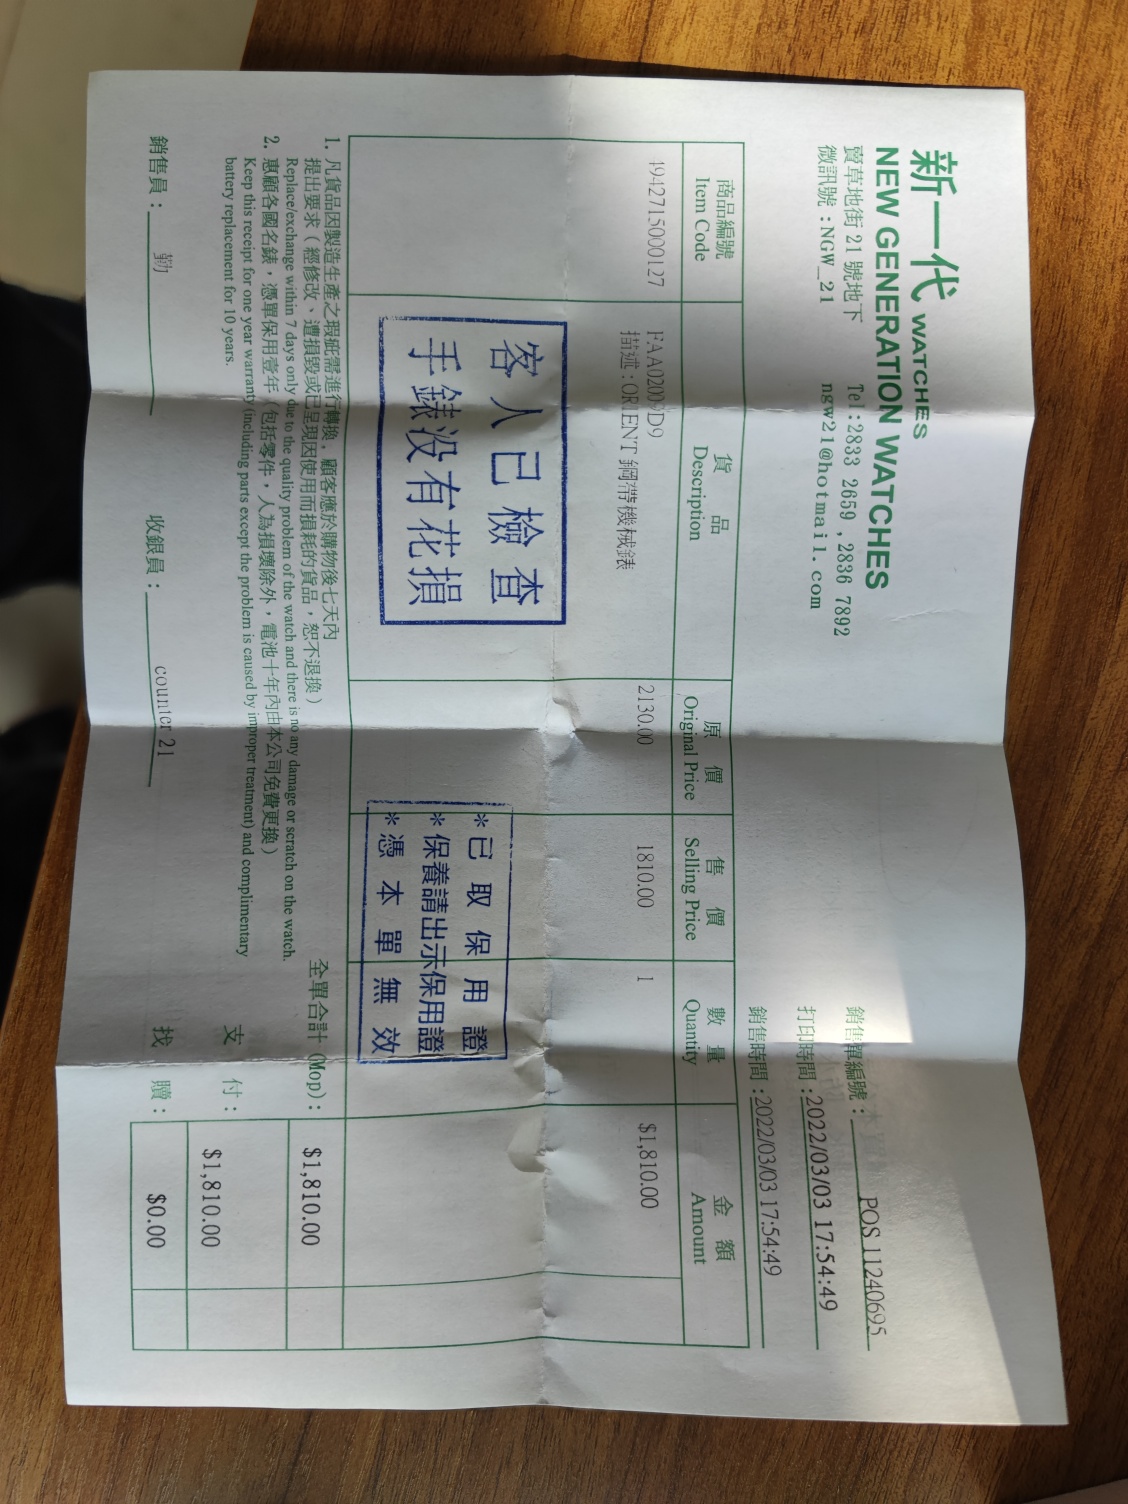 新一代 WATCHES
NEW GENERATION WATCHES
賣草地街 21 號地下 Tel:2833 2659 , 2836 7892
微訊號：NGW_21 ngw21@hotmail.com
銷售單編號：POS 11240695
打印時間：2022/03/03 17:54:49
銷售時間：2022/03/03 17:54:49
商品編號 貨品 原價 售價 數量 金額
Item Code Description Original Price Selling Price Quantity Amount
4942715000127 FAA02009D9 2130.00 1810.00 1 $1,810.00
描述：ORIENT 鋼帶機械錶
客人已檢查
手錶没有花損
*已取保用證
*保養請出示保用證
*憑本單無效
1. 凡貨品因製造生產之瑕疵需進行轉換，顧客應於購物後七天內
提出要求（經修改、遭損毀或已呈現因使用而損耗的貨品，恕不退換）
Replace/exchange within 7 days only due to the quality problem of the watch and there is no any damage or scratch on the watch.
2. 惠顧各國名錶，憑單保用壹年（包括零件，人為損壞除外，電池十年內由本公司免費更換）
Keep this receipt for one year warranty (including parts except the problem is caused by improper treatment) and complimentary
battery replacement for 10 years.
全單合計 (Mop)： $1,810.00
支付： $1,810.00
找贖： $0.00
銷售員：勤 收銀員：counter 21